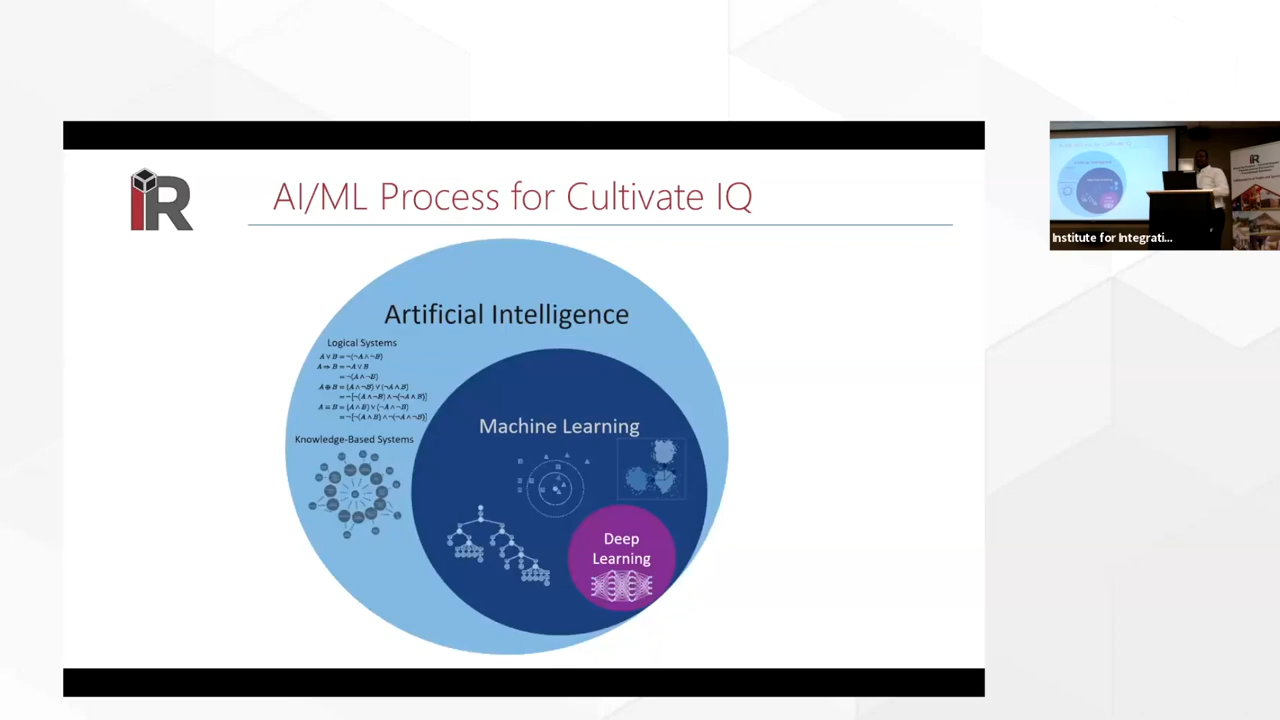 IR
AI/ML Process for Cultivate IQ
Artificial Intelligence
Logical Systems
A ∨ B = ¬(¬A ∧ ¬B)
A ⇒ B = ¬A ∨ B
= ¬(A ∧ ¬B)
A ⊕ B = (A ∧ ¬B) ∨ (¬A ∧ B)
= ¬[¬(A ∧ ¬B) ∧ ¬(¬A ∧ B)]
A ≡ B = (A ∧ B) ∨ (¬A ∧ ¬B)
= ¬[¬(A ∧ B) ∧ ¬(¬A ∧ ¬B)]
Knowledge-Based Systems
Machine Learning
Deep
Learning
Institute for Integrati...